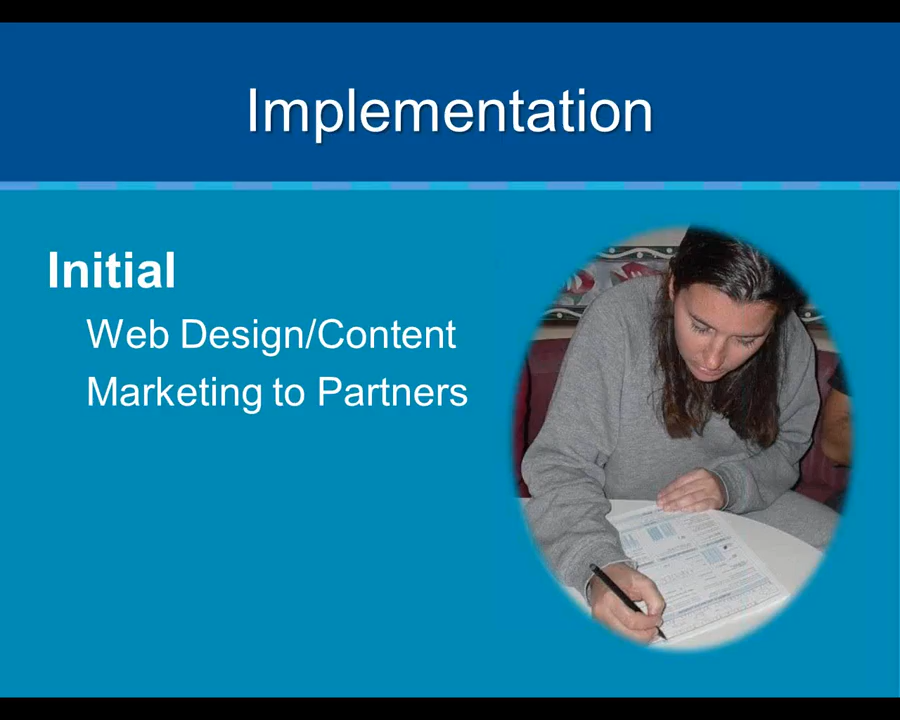 Implementation
Initial
Web Design/Content
Marketing to Partners